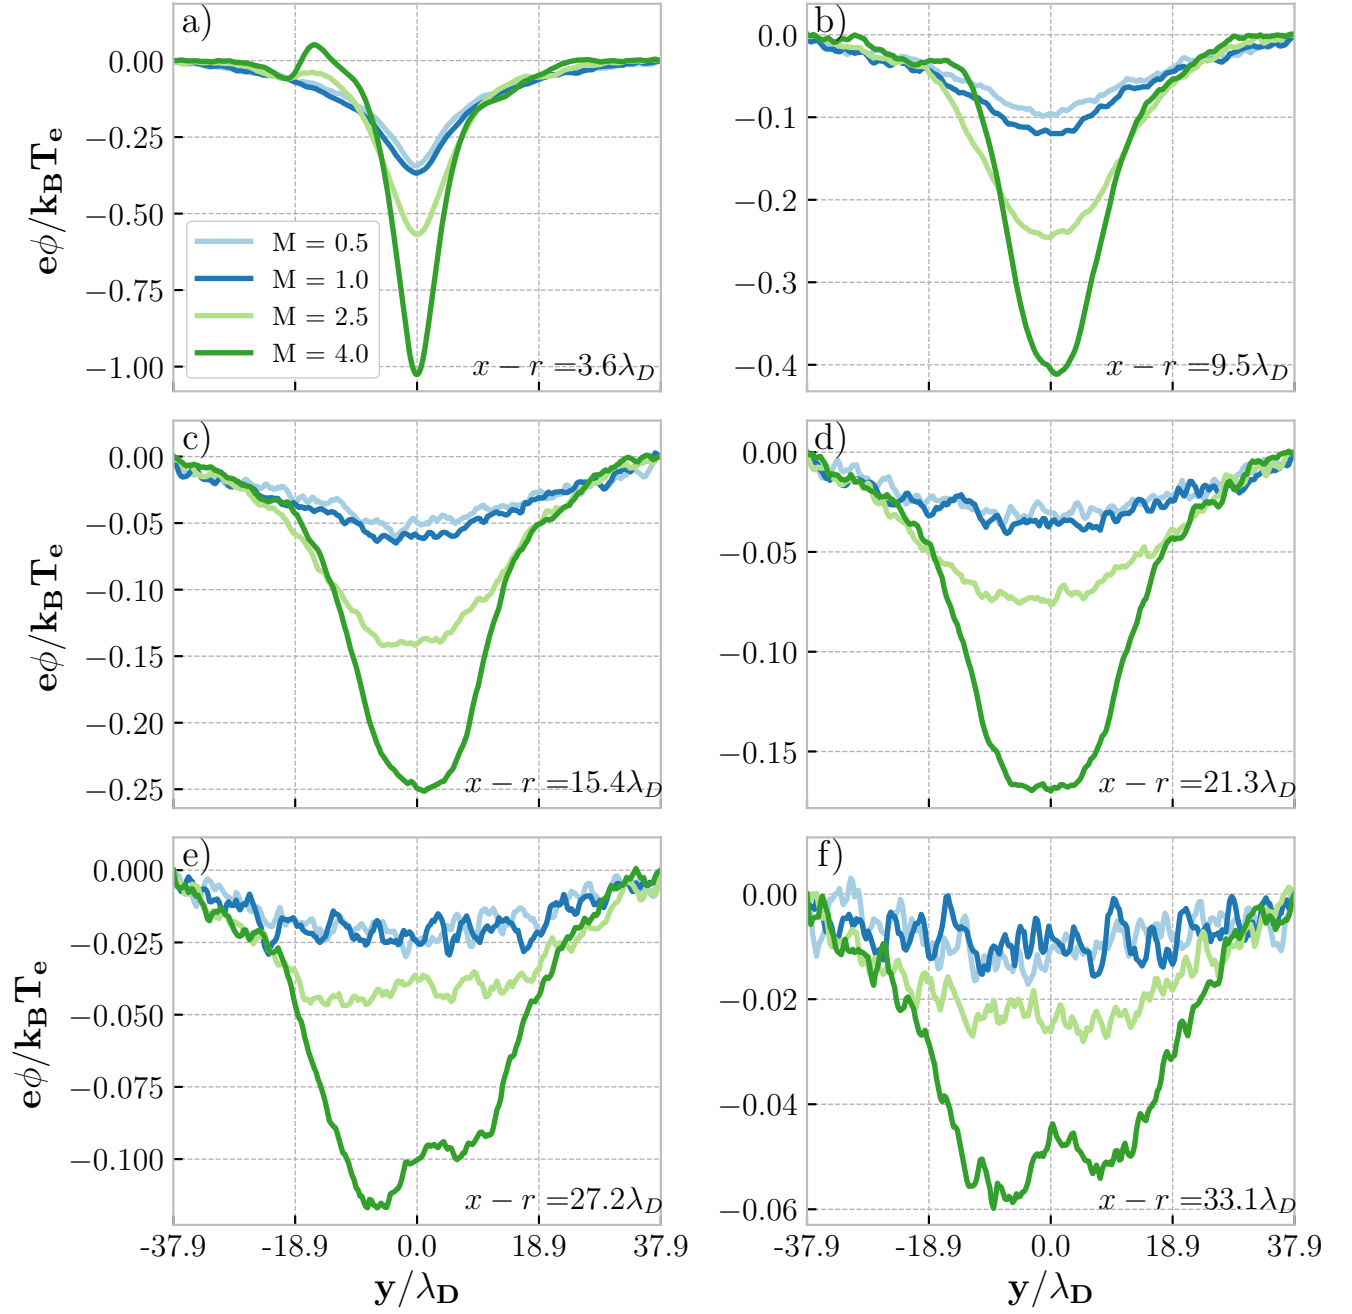 a)
eϕ/k_BT_e
0.00
−0.25
−0.50
−0.75
−1.00
M = 0.5
M = 1.0
M = 2.5
M = 4.0
x − r =3.6λ_D
b)
0.0
−0.1
−0.2
−0.3
−0.4
x − r =9.5λ_D
c)
eϕ/k_BT_e
0.00
−0.05
−0.10
−0.15
−0.20
−0.25
x − r =15.4λ_D
d)
0.00
−0.05
−0.10
−0.15
x − r =21.3λ_D
e)
eϕ/k_BT_e
0.000
−0.025
−0.050
−0.075
−0.100
x − r =27.2λ_D
-37.9 -18.9 0.0 18.9 37.9
y/λ_D
f)
0.00
−0.02
−0.04
−0.06
x − r =33.1λ_D
-37.9 -18.9 0.0 18.9 37.9
y/λ_D